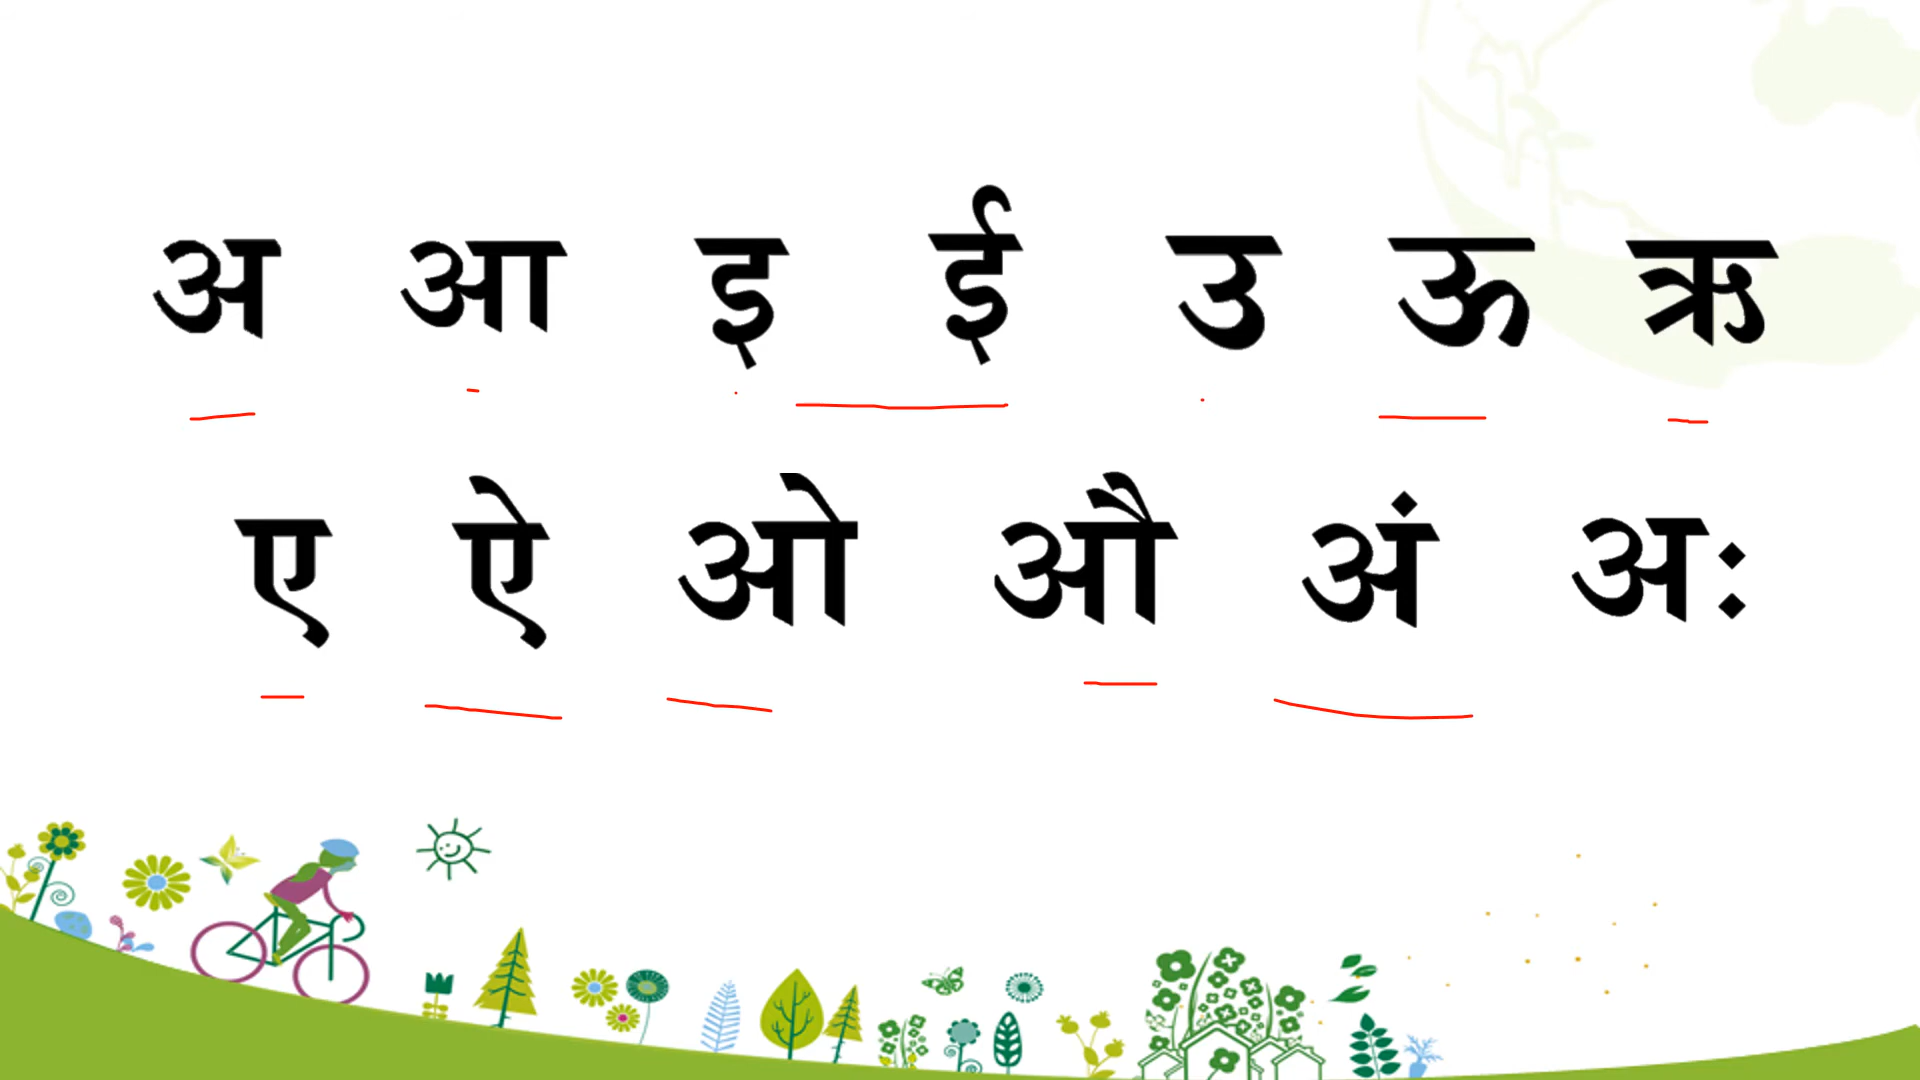 अ आ इ ई उ ऊ ऋ
ए ऐ ओ औ अं अः